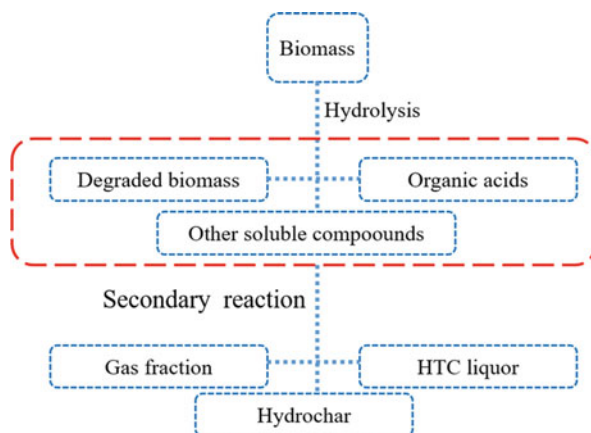 Biomass
Hydrolysis
Degraded biomass
Organic acids
Other soluble compoounds
Secondary reaction
Gas fraction
HTC liquor
Hydrochar